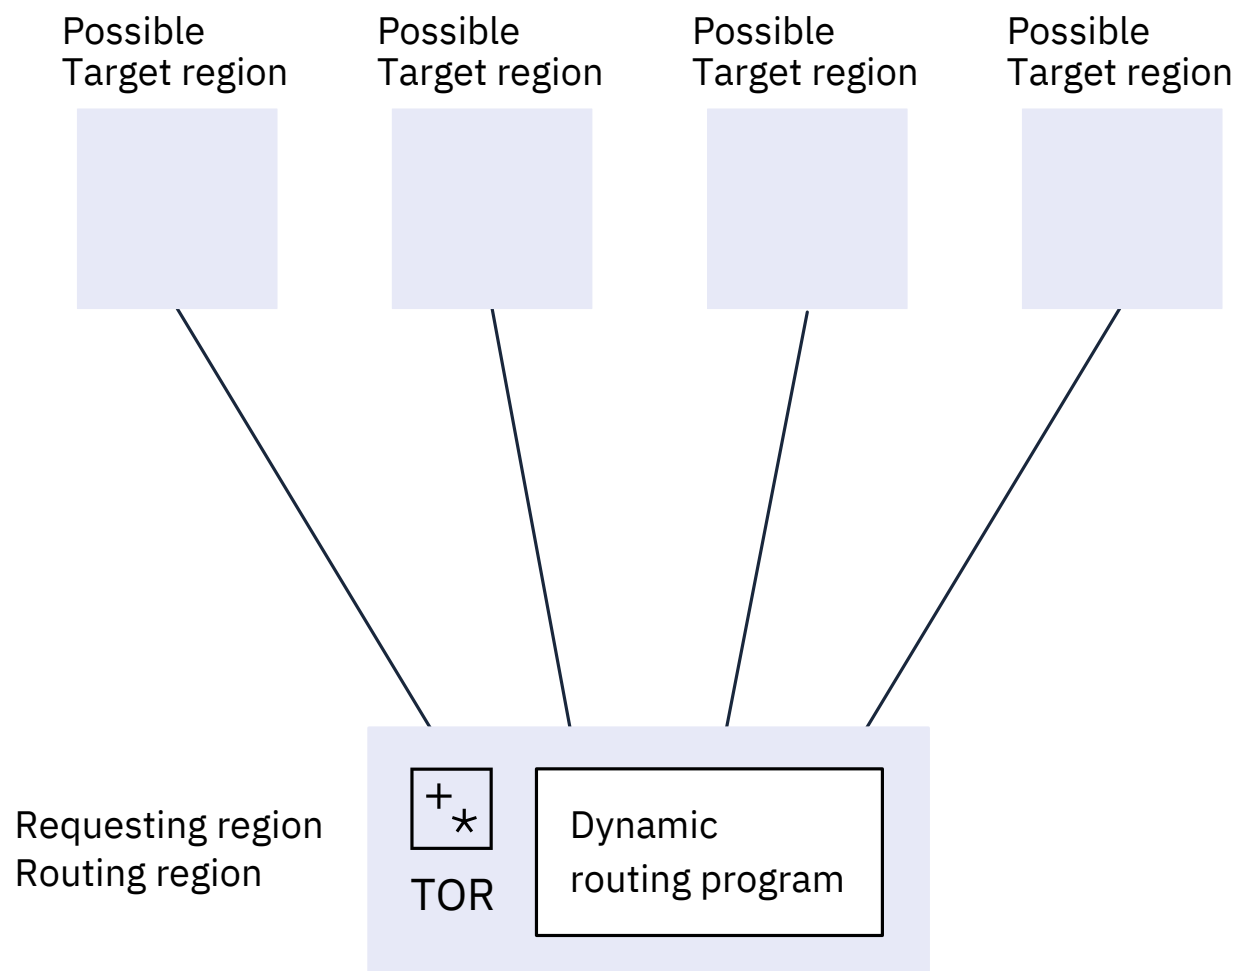 Possible
Target region
Possible
Target region
Possible
Target region
Possible
Target region
Requesting region
Routing region
+
*
TOR
Dynamic
routing program